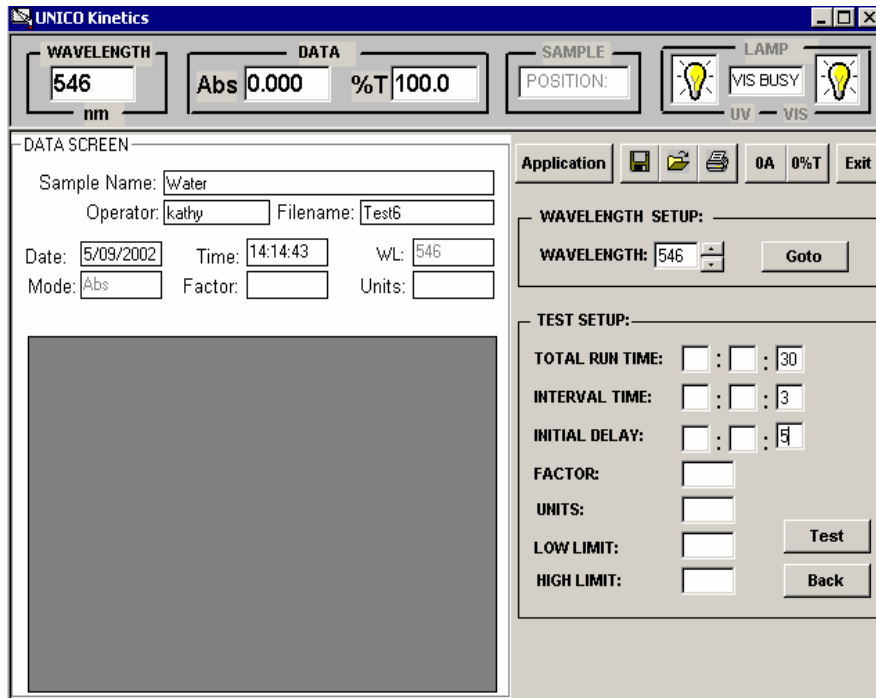 UNICO Kinetics
WAVELENGTH
546
nm
DATA
Abs 0.000 %T 100.0
SAMPLE
POSITION:
LAMP
VIS BUSY
UV VIS
DATA SCREEN
Sample Name: Water
Operator: kathy Filename: Test6
Date: 5/09/2002 Time: 14:14:43 WL: 546
Mode: Abs Factor: Units:
Application 0A 0%T Exit
WAVELENGTH SETUP:
WAVELENGTH: 546 Goto
TEST SETUP:
TOTAL RUN TIME: : : 30
INTERVAL TIME: : : 3
INITIAL DELAY: : : 5
FACTOR:
UNITS:
LOW LIMIT:
HIGH LIMIT:
Test
Back